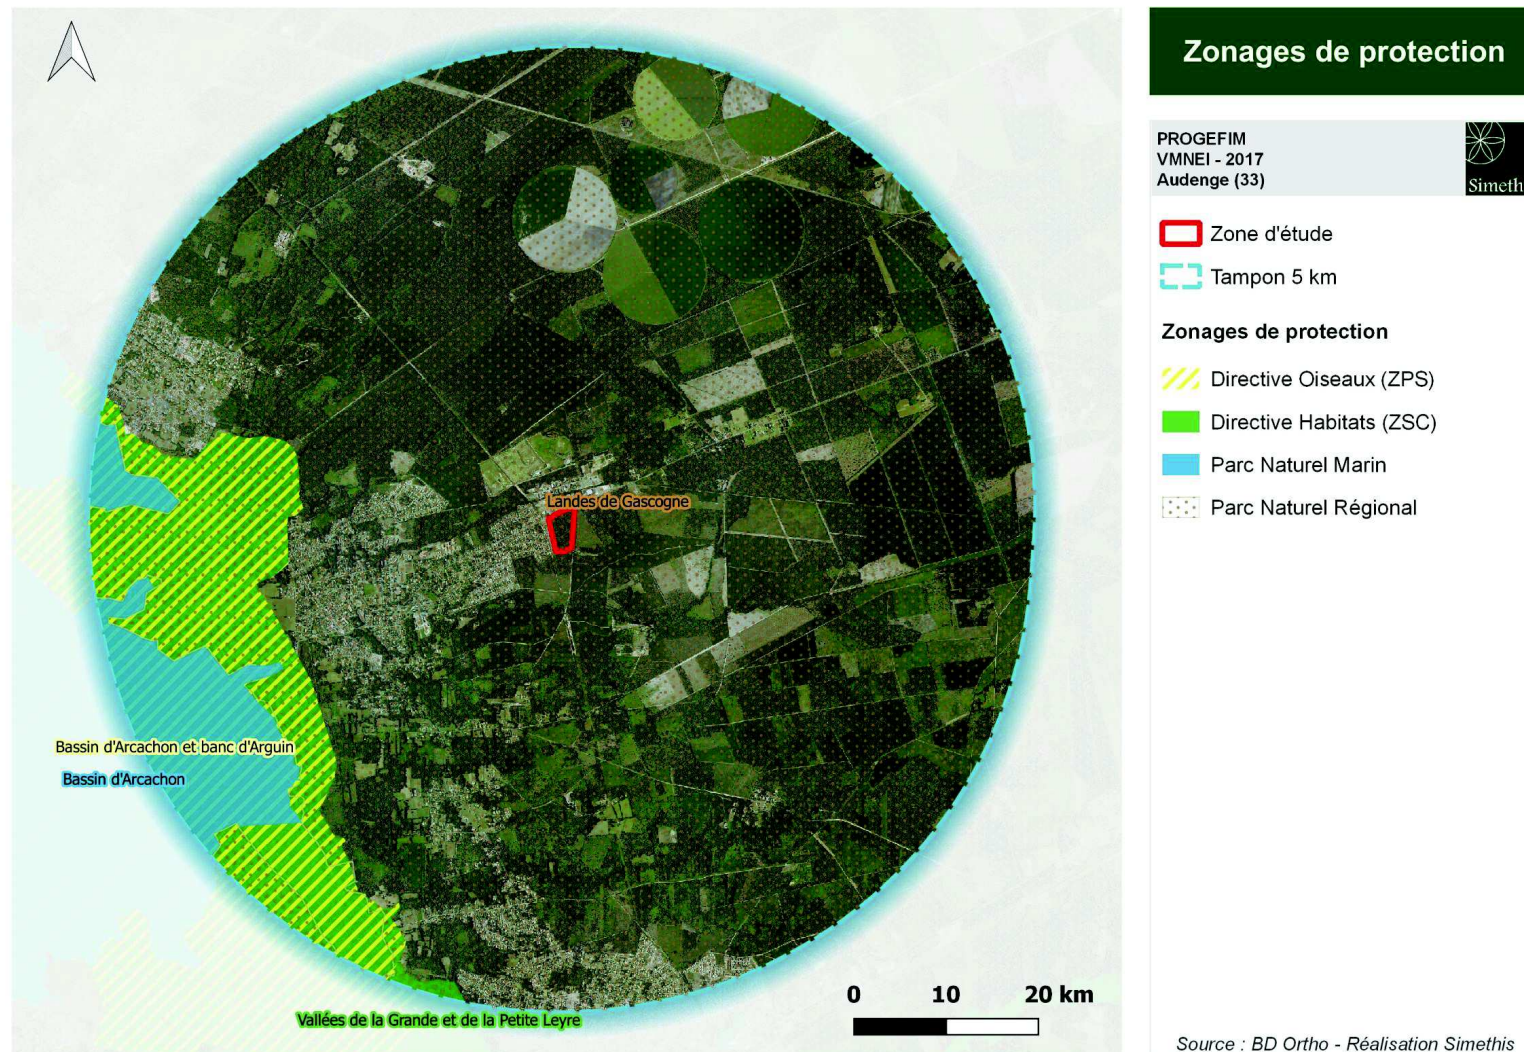 Zonages de protection
PROGEFIM
VMNEI - 2017
Audenge (33)
Simeth
Zone d'étude
Tampon 5 km
Zonages de protection
Directive Oiseaux (ZPS)
Directive Habitats (ZSC)
Parc Naturel Marin
Parc Naturel Régional
Landes de Gascogne
Bassin d'Arcachon et banc d'Arguin
Bassin d'Arcachon
Vallées de la Grande et de la Petite Leyre
0 10 20 km
Source : BD Ortho - Réalisation Simethis